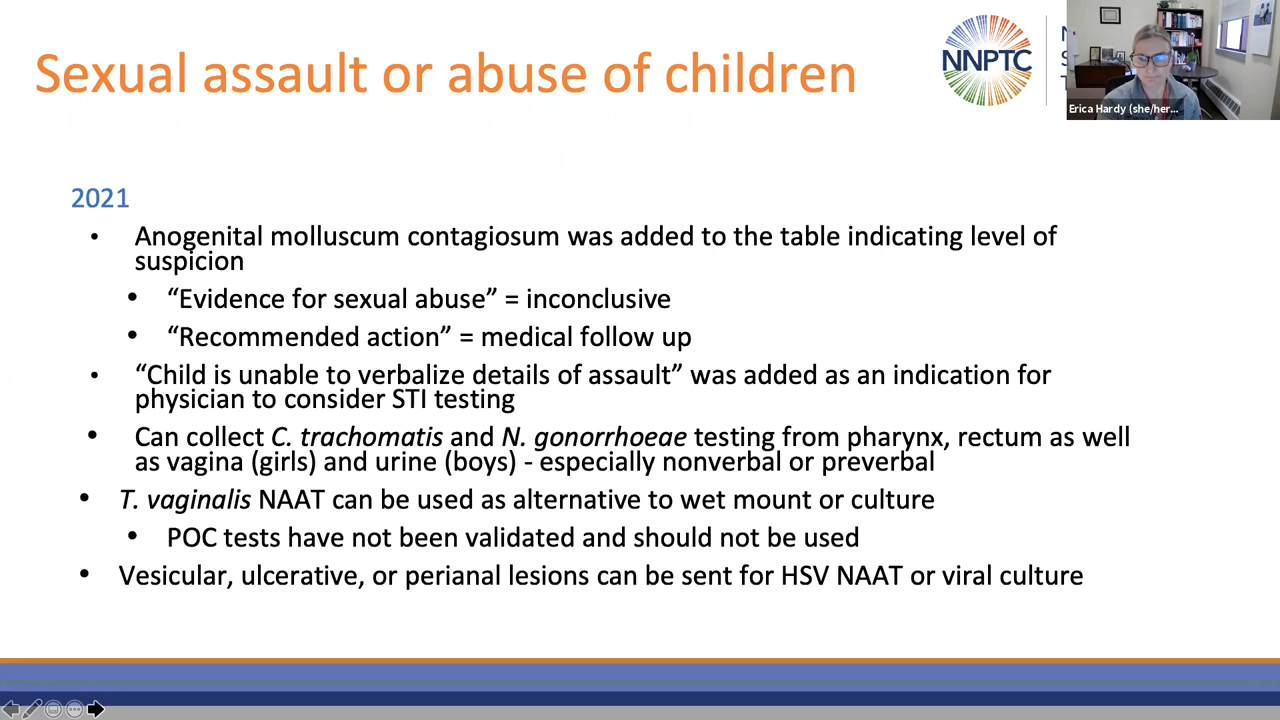 Sexual assault or abuse of children
NNPTC
Erica Hardy (she/her...
2021
• Anogenital molluscum contagiosum was added to the table indicating level of
suspicion
• “Evidence for sexual abuse” = inconclusive
• “Recommended action” = medical follow up
• “Child is unable to verbalize details of assault” was added as an indication for
physician to consider STI testing
• Can collect C. trachomatis and N. gonorrhoeae testing from pharynx, rectum as well
as vagina (girls) and urine (boys) - especially nonverbal or preverbal
• T. vaginalis NAAT can be used as alternative to wet mount or culture
• POC tests have not been validated and should not be used
• Vesicular, ulcerative, or perianal lesions can be sent for HSV NAAT or viral culture